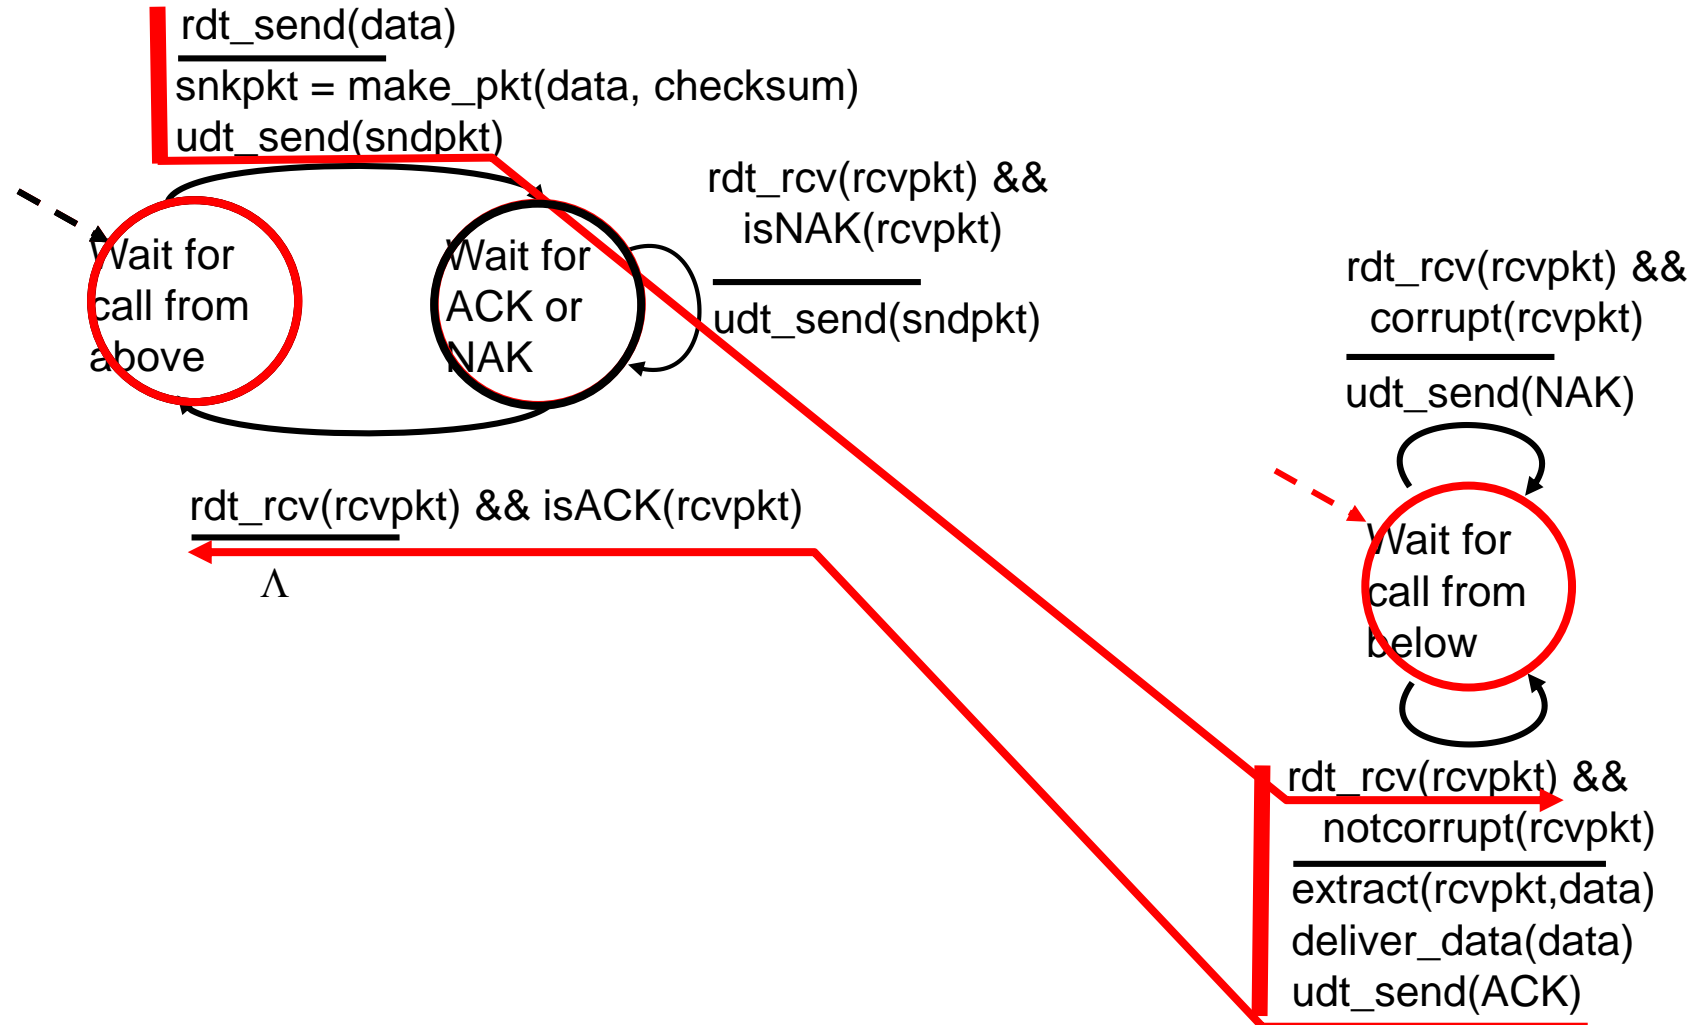 rdt_send(data)
snkpkt = make_pkt(data, checksum)
udt_send(sndpkt)
Wait for
call from
above
Wait for
ACK or
NAK
rdt_rcv(rcvpkt) &&
isNAK(rcvpkt)
udt_send(sndpkt)
rdt_rcv(rcvpkt) && isACK(rcvpkt)
Λ
rdt_rcv(rcvpkt) &&
corrupt(rcvpkt)
udt_send(NAK)
Wait for
call from
below
rdt_rcv(rcvpkt) &&
notcorrupt(rcvpkt)
extract(rcvpkt,data)
deliver_data(data)
udt_send(ACK)